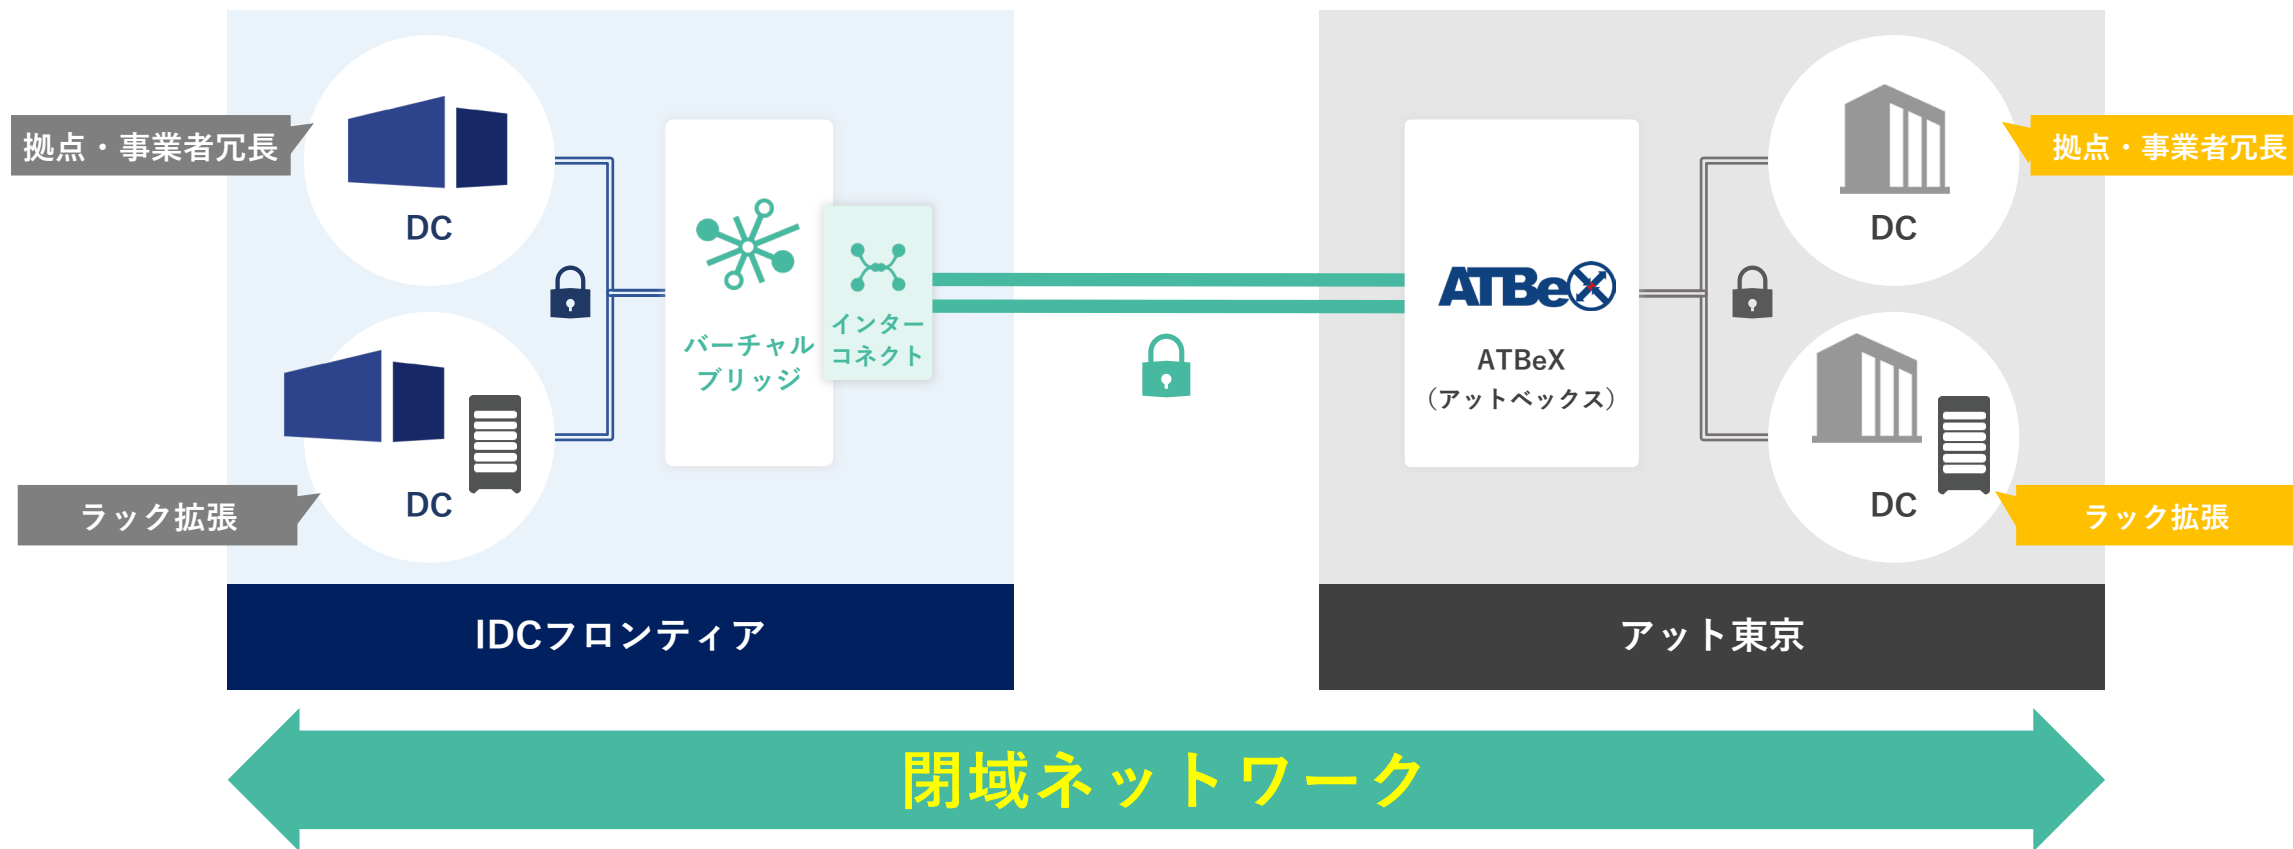 拠点・事業者冗長
DC
バーチャル
ブリッジ
インター
コネクト
ラック拡張
DC
IDCフロンティア
ATBeX
ATBeX
（アットベックス）
DC
拠点・事業者冗長
DC
ラック拡張
アット東京
閉域ネットワーク